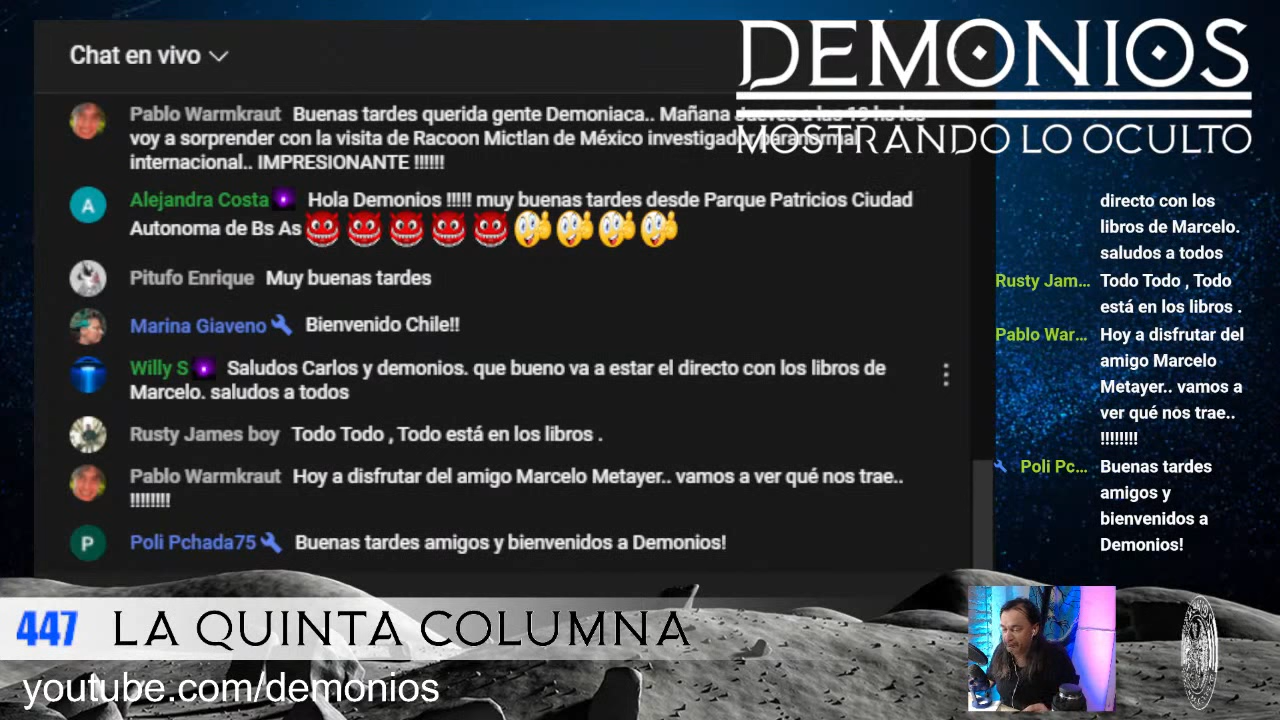 Chat en vivo
DEMONIOS
MOSTRANDO LO OCULTO
Pablo Warmkraut Buenas tardes querida gente Demoniaca.. Mañana Jueves a las 19 hs los
voy a sorprender con la visita de Racoon Mictlan de México investigador paranormal
internacional.. IMPRESIONANTE !!!!!!
A
Alejandra Costa Hola Demonios !!!!! muy buenas tardes desde Parque Patricios Ciudad
Autonoma de Bs As
Pitufo Enrique Muy buenas tardes
Marina Giaveno Bienvenido Chile!!
Willy S Saludos Carlos y demonios. que bueno va a estar el directo con los libros de
Marcelo. saludos a todos
Rusty James boy Todo Todo , Todo está en los libros .
Pablo Warmkraut Hoy a disfrutar del amigo Marcelo Metayer.. vamos a ver qué nos trae..
!!!!!!!!
P
Poli Pchada75 Buenas tardes amigos y bienvenidos a Demonios!
directo con los
libros de Marcelo.
saludos a todos
Rusty Jam... Todo Todo , Todo
está en los libros .
Pablo War... Hoy a disfrutar del
amigo Marcelo
Metayer.. vamos a
ver qué nos trae..
!!!!!!!!
Poli Pc... Buenas tardes
amigos y
bienvenidos a
Demonios!
447 LA QUINTA COLUMNA
youtube.com/demonios